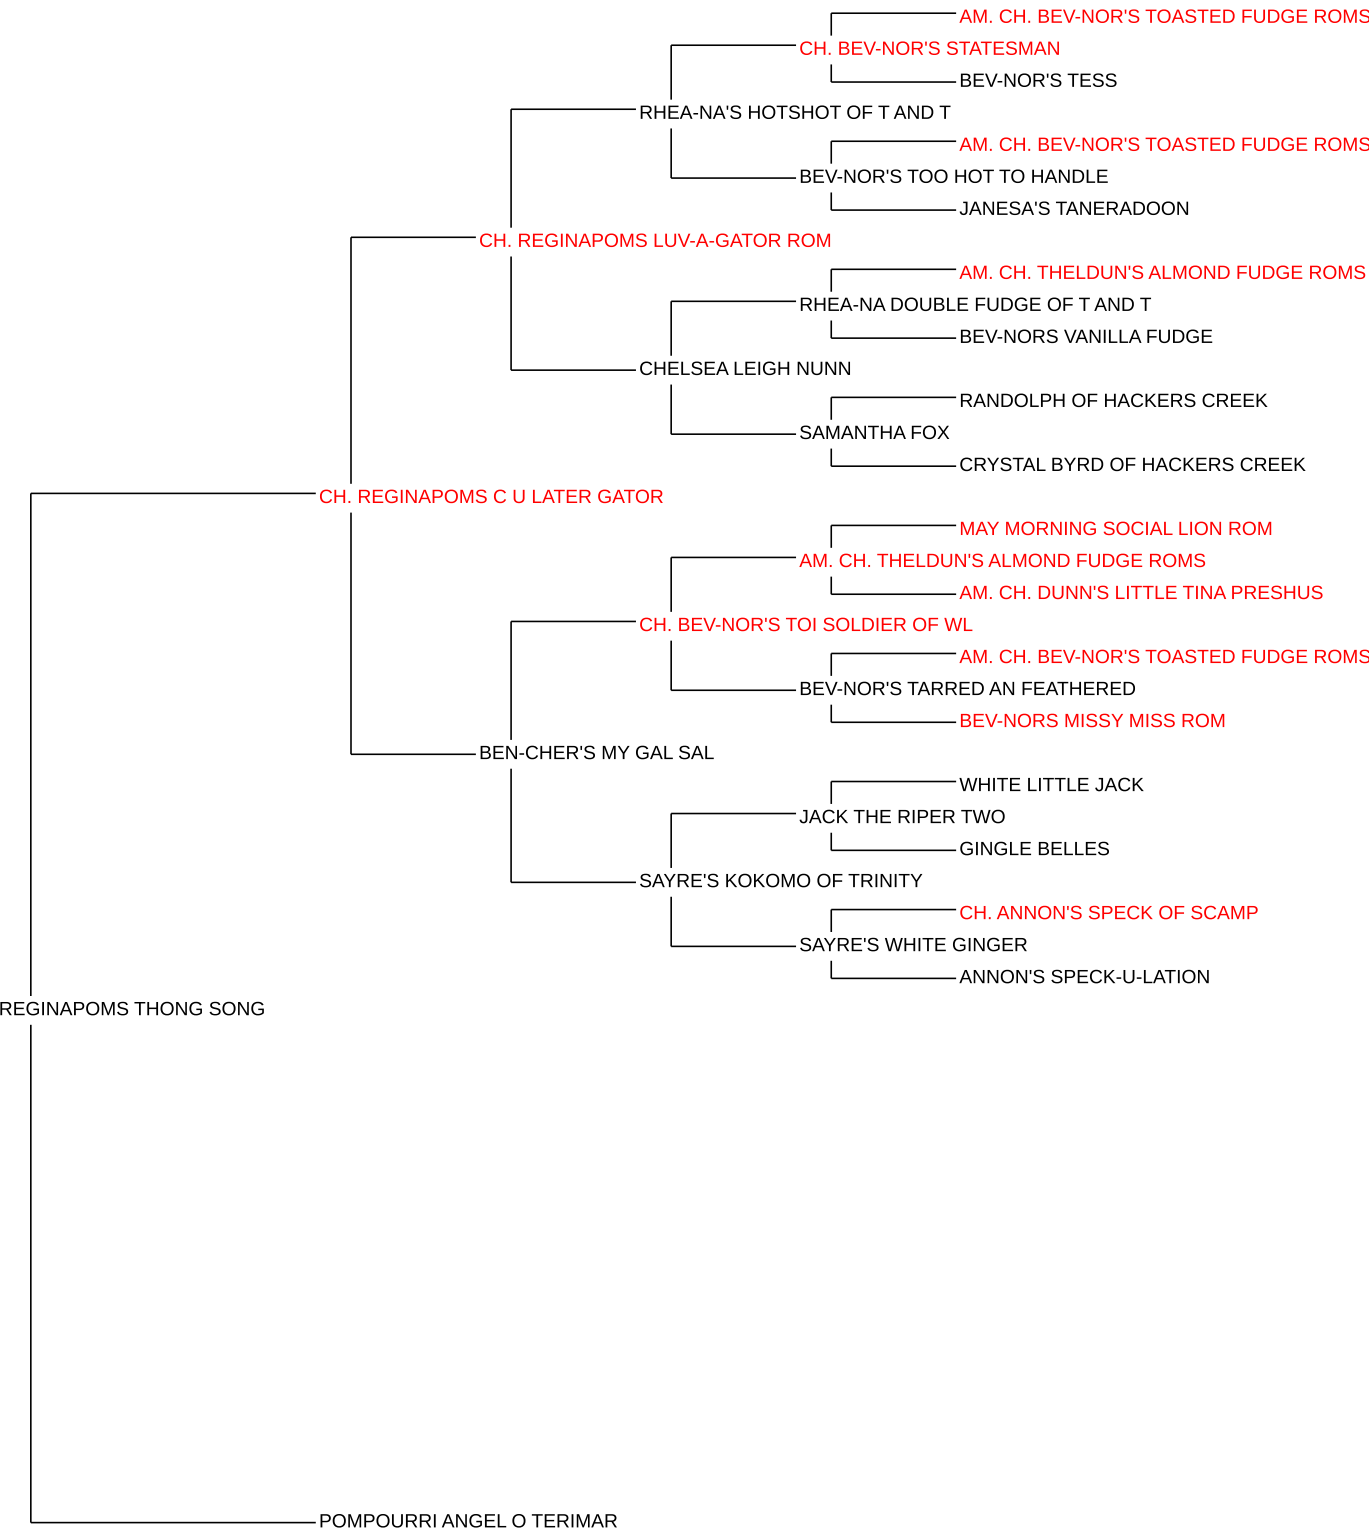 AM. CH. BEV-NOR'S TOASTED FUDGE ROMS
CH. BEV-NOR'S STATESMAN
BEV-NOR'S TESS
RHEA-NA'S HOTSHOT OF T AND T
AM. CH. BEV-NOR'S TOASTED FUDGE ROMS
BEV-NOR'S TOO HOT TO HANDLE
JANESA'S TANERADOON
CH. REGINAPOMS LUV-A-GATOR ROM
AM. CH. THELDUN'S ALMOND FUDGE ROMS
RHEA-NA DOUBLE FUDGE OF T AND T
BEV-NORS VANILLA FUDGE
CHELSEA LEIGH NUNN
RANDOLPH OF HACKERS CREEK
SAMANTHA FOX
CRYSTAL BYRD OF HACKERS CREEK
CH. REGINAPOMS C U LATER GATOR
MAY MORNING SOCIAL LION ROM
AM. CH. THELDUN'S ALMOND FUDGE ROMS
AM. CH. DUNN'S LITTLE TINA PRESHUS
CH. BEV-NOR'S TOI SOLDIER OF WL
AM. CH. BEV-NOR'S TOASTED FUDGE ROMS
BEV-NOR'S TARRED AN FEATHERED
BEV-NORS MISSY MISS ROM
BEN-CHER'S MY GAL SAL
WHITE LITTLE JACK
JACK THE RIPER TWO
GINGLE BELLES
SAYRE'S KOKOMO OF TRINITY
CH. ANNON'S SPECK OF SCAMP
SAYRE'S WHITE GINGER
ANNON'S SPECK-U-LATION
REGINAPOMS THONG SONG
POMPOURRI ANGEL O TERIMAR